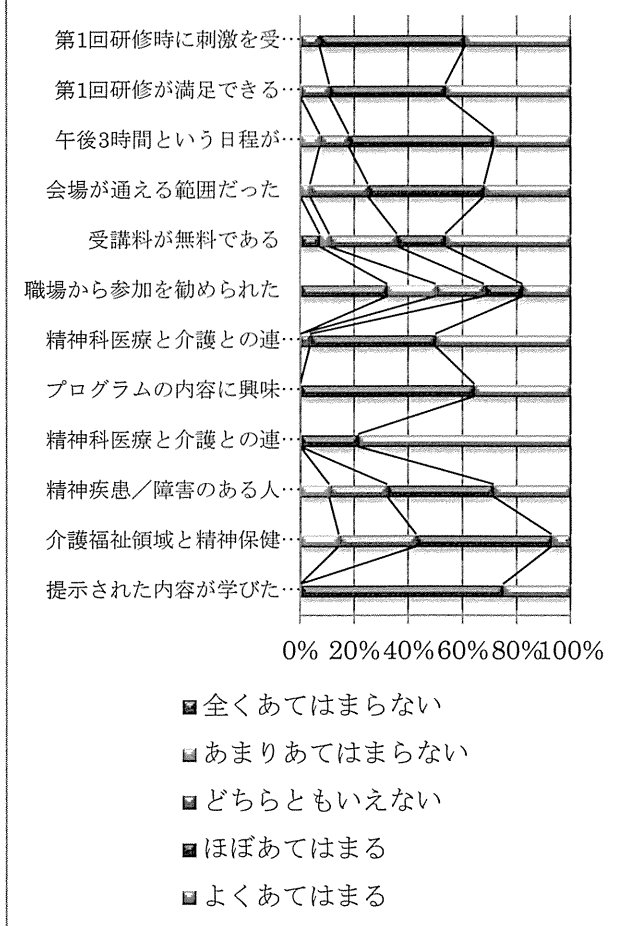 第1回研修時に刺激を受…
第1回研修が満足できる…
午後3時間という日程が…
会場が通える範囲だった
受講料が無料である
職場から参加を勧められた
精神科医療と介護との連…
プログラムの内容に興味…
精神科医療と介護との連…
精神疾患／障害のある人…
介護福祉領域と精神保健…
提示された内容が学びた…
0% 20% 40% 60% 80% 100%
全くあてはまらない
あまりあてはまらない
どちらともいえない
ほぼあてはまる
よくあてはまる